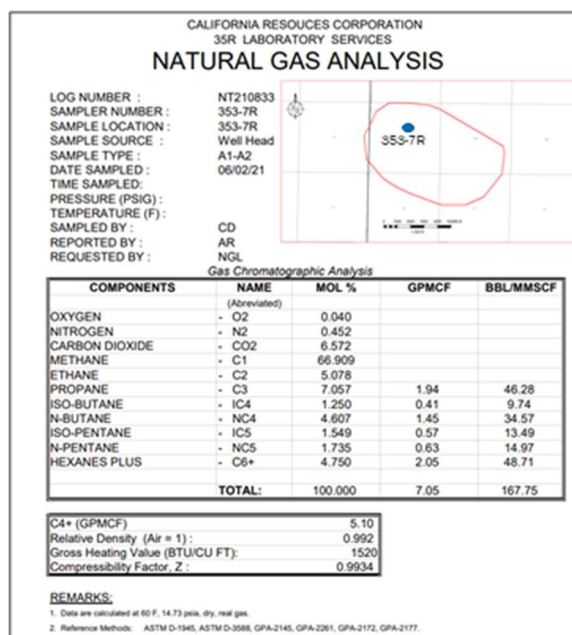 CALIFORNIA RESOUCES CORPORATION
35R LABORATORY SERVICES
NATURAL GAS ANALYSIS
LOG NUMBER : NT210833
SAMPLER NUMBER : 353-7R
SAMPLE LOCATION : 353-7R
SAMPLE SOURCE : Well Head
SAMPLE TYPE : A1-A2
DATE SAMPLED : 06/02/21
TIME SAMPLED:
PRESSURE (PSIG) :
TEMPERATURE (F) :
SAMPLED BY : CD
REPORTED BY : AR
REQUESTED BY : NGL
353-7R
Gas Chromatographic Analysis
COMPONENTS NAME MOL % GPMCF BBL/MMSCF
(Abreviated)
OXYGEN - O2 0.040
NITROGEN - N2 0.452
CARBON DIOXIDE - CO2 6.572
METHANE - C1 66.909
ETHANE - C2 5.078
PROPANE - C3 7.057 1.94 46.28
ISO-BUTANE - IC4 1.250 0.41 9.74
N-BUTANE - NC4 4.607 1.45 34.57
ISO-PENTANE - IC5 1.549 0.57 13.49
N-PENTANE - NC5 1.735 0.63 14.97
HEXANES PLUS - C6+ 4.750 2.05 48.71
TOTAL: 100.000 7.05 167.75
C4+ (GPMCF) 5.10
Relative Density (Air = 1) : 0.992
Gross Heating Value (BTU/CU FT): 1520
Compressibility Factor, Z : 0.9934
REMARKS:
1. Data are calculated at 60 F, 14.73 psia, dry, real gas.
2. Reference Methods: ASTM D-1945, ASTM D-3588, GPA-2145, GPA-2261, GPA-2172, GPA-2177.